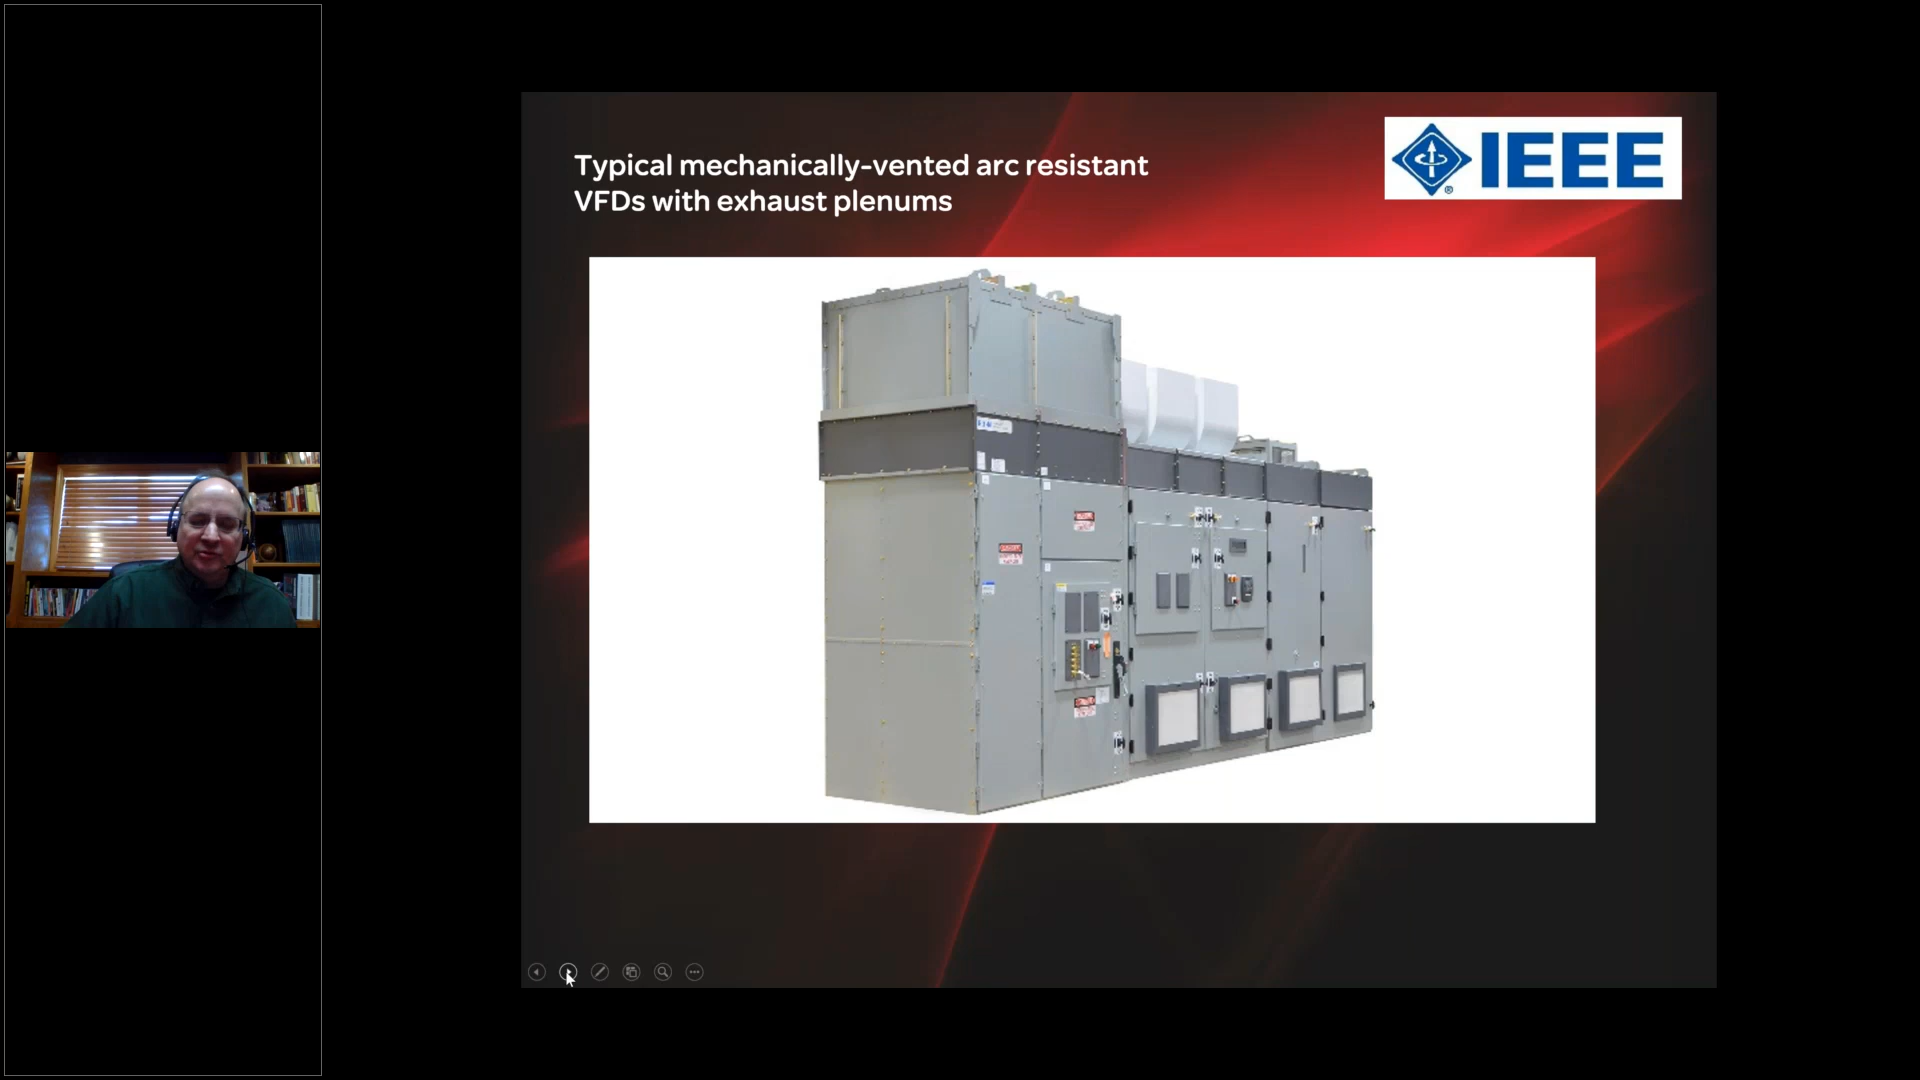 Typical mechanically-vented arc resistant
VFDs with exhaust plenums
IEEE